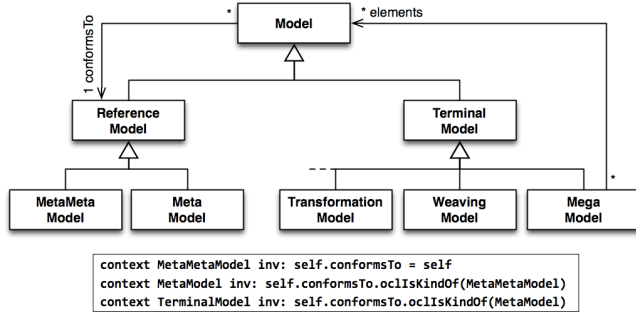 Model
*
* elements
1 conformsTo
Reference
Model
Terminal
Model
MetaMeta
Model
Meta
Model
Transformation
Model
Weaving
Model
Mega
Model
*
context MetaMetaModel inv: self.conformsTo = self
context MetaModel inv: self.conformsTo.oclIsKindOf(MetaMetaModel)
context TerminalModel inv: self.conformsTo.oclIsKindOf(MetaModel)